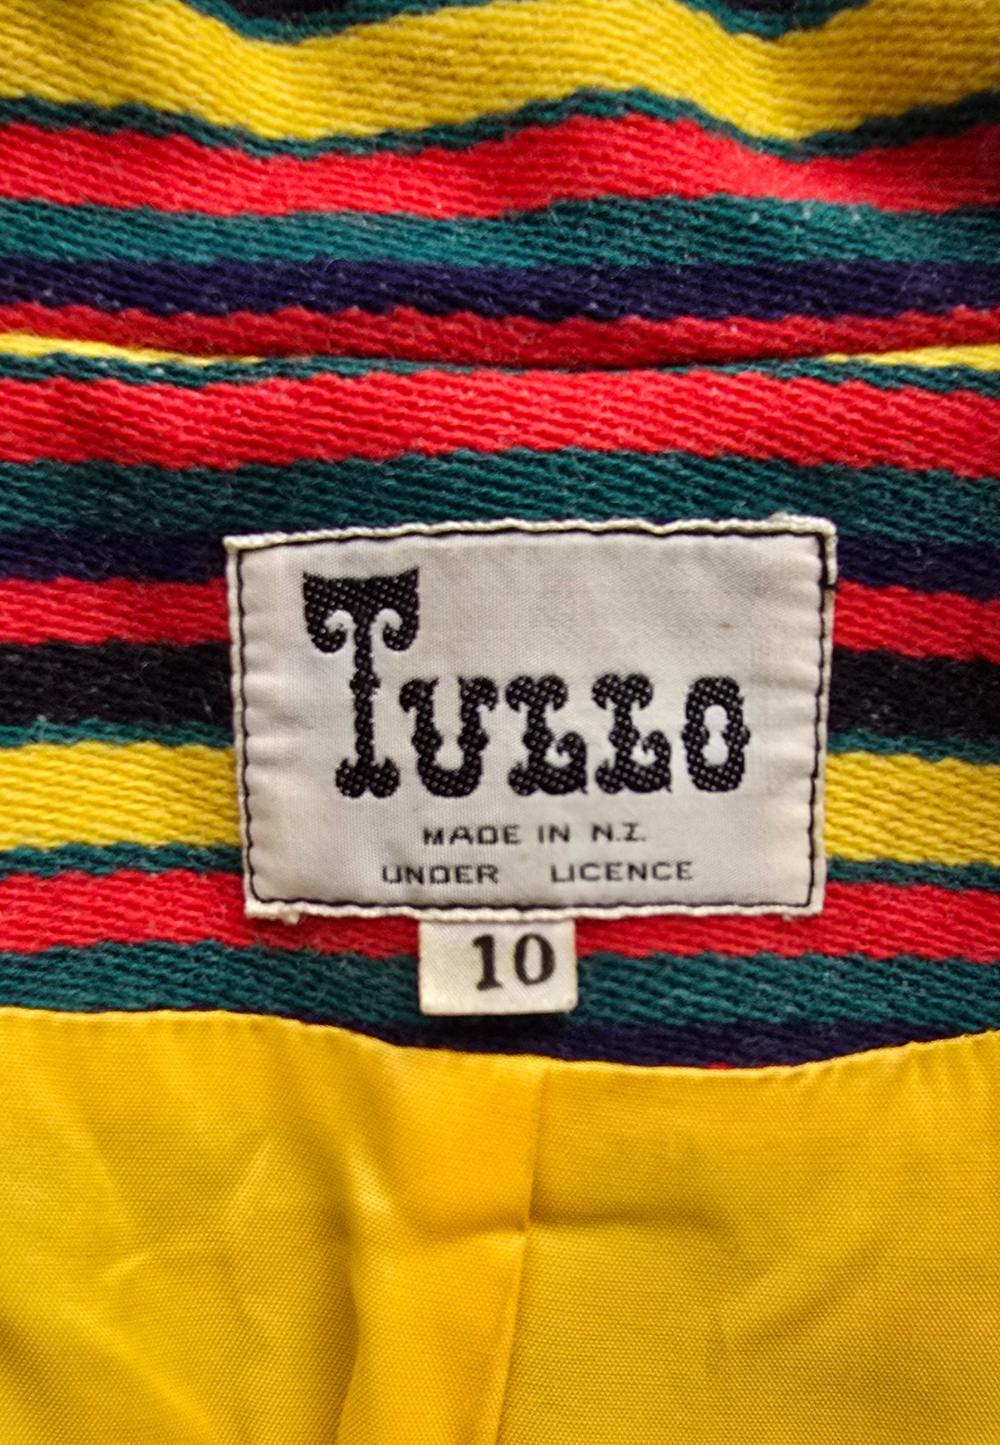 TULLO
MADE IN N.Z.
UNDER LICENCE
10